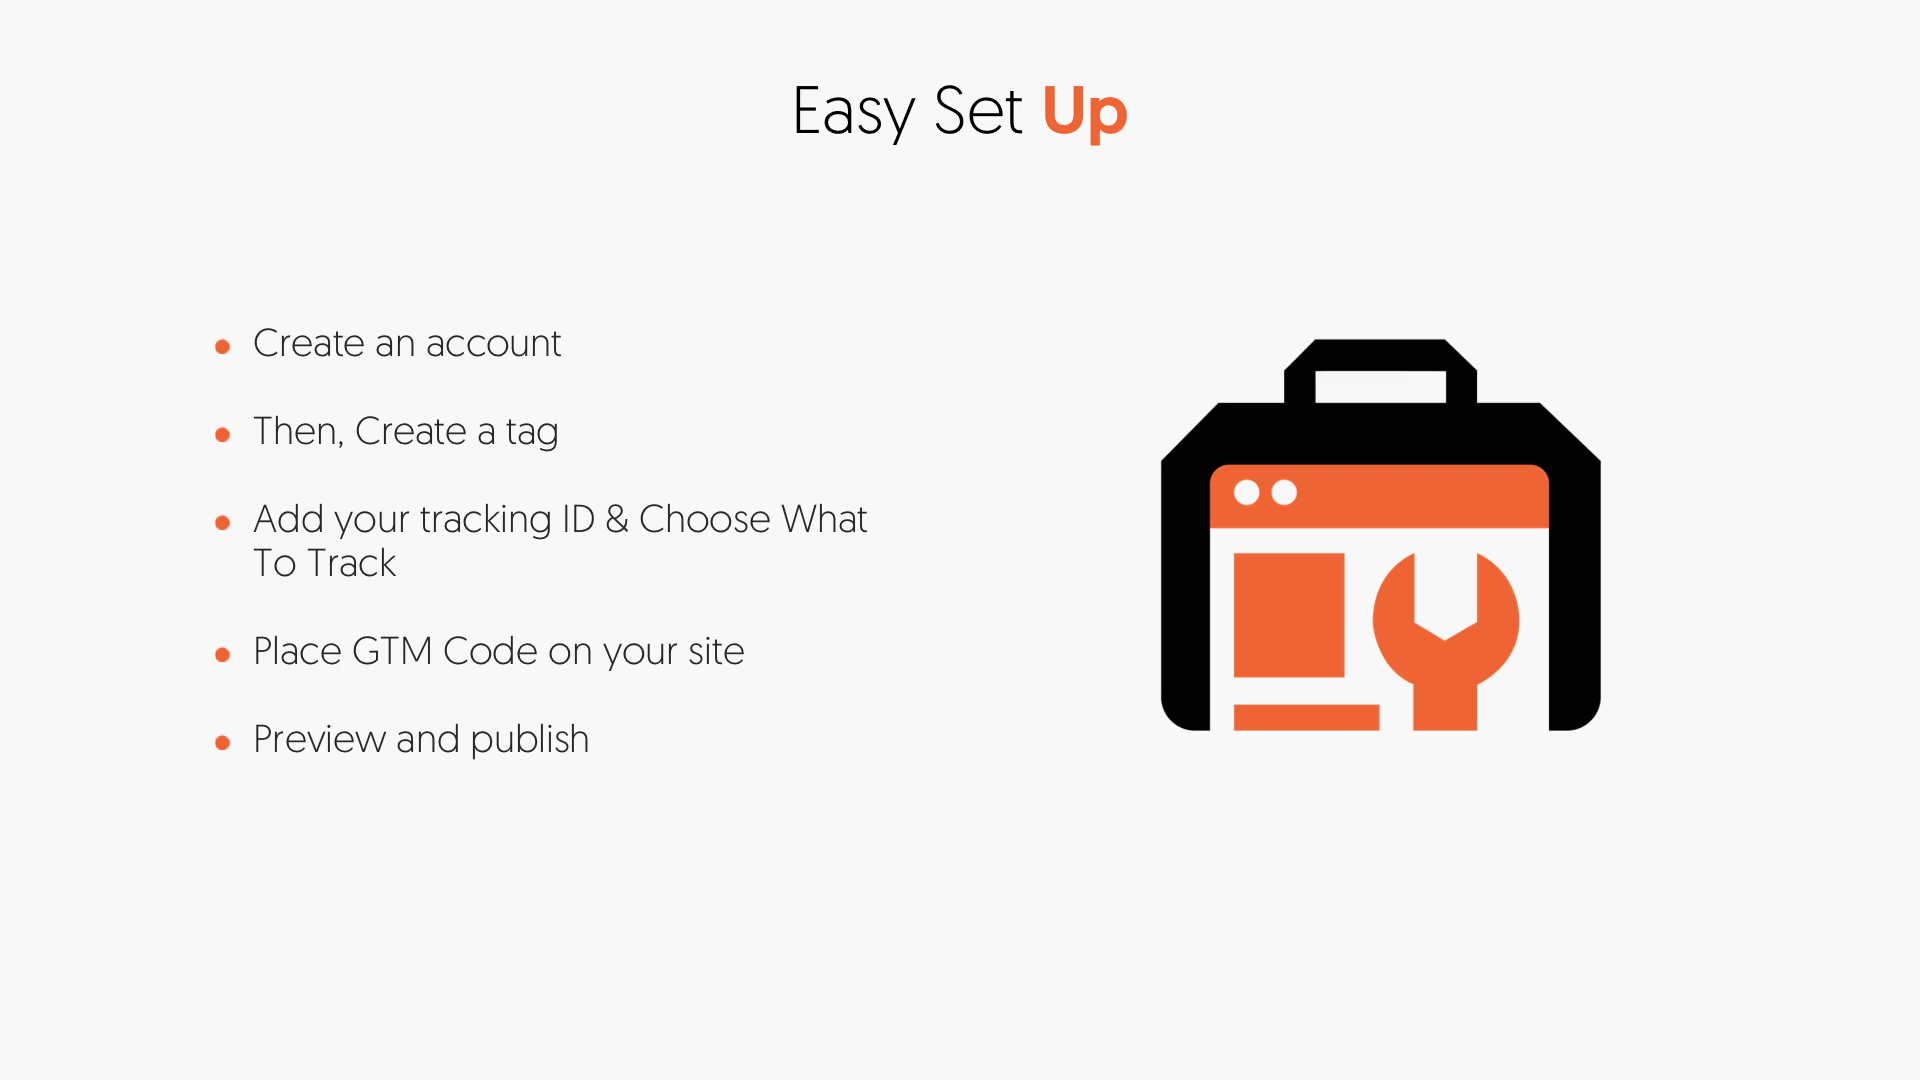 Easy Set Up
Create an account
Then, Create a tag
Add your tracking ID & Choose What
To Track
Place GTM Code on your site
Preview and publish